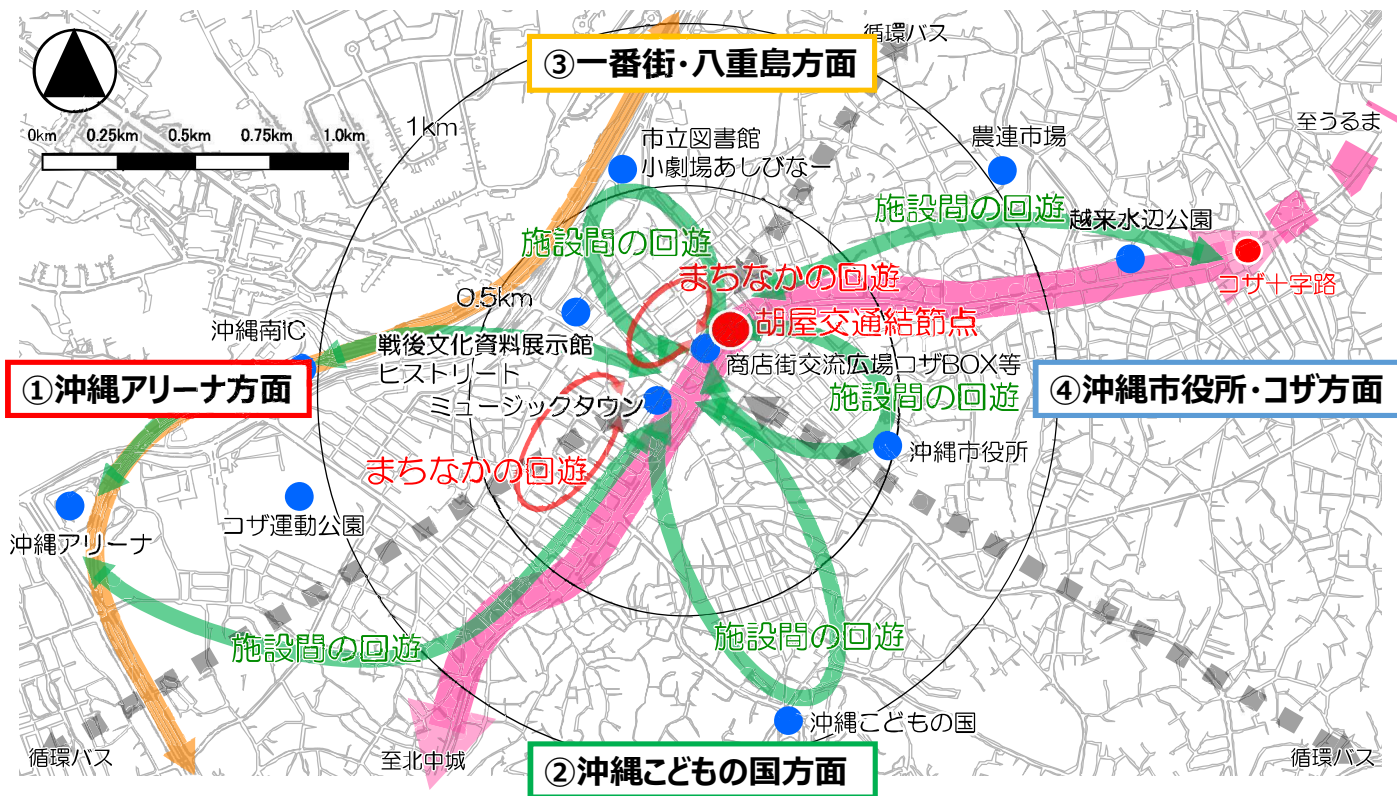 循環バス
③一番街・八重島方面
0km 0.25km 0.5km 0.75km 1.0km
1km
市立図書館
小劇場あしびなー
農連市場
至うるま
施設間の回遊
越来水辺公園
施設間の回遊
まちなかの回遊
コザ十字路
0.5km
胡屋交通結節点
沖縄南IC
戦後文化資料展示館
ヒストリート
商店街交流広場コザBOX等
①沖縄アリーナ方面
④沖縄市役所・コザ方面
ミュージックタウン
施設間の回遊
沖縄市役所
まちなかの回遊
コザ運動公園
沖縄アリーナ
施設間の回遊
施設間の回遊
沖縄こどもの国
循環バス
至北中城
②沖縄こどもの国方面
循環バス